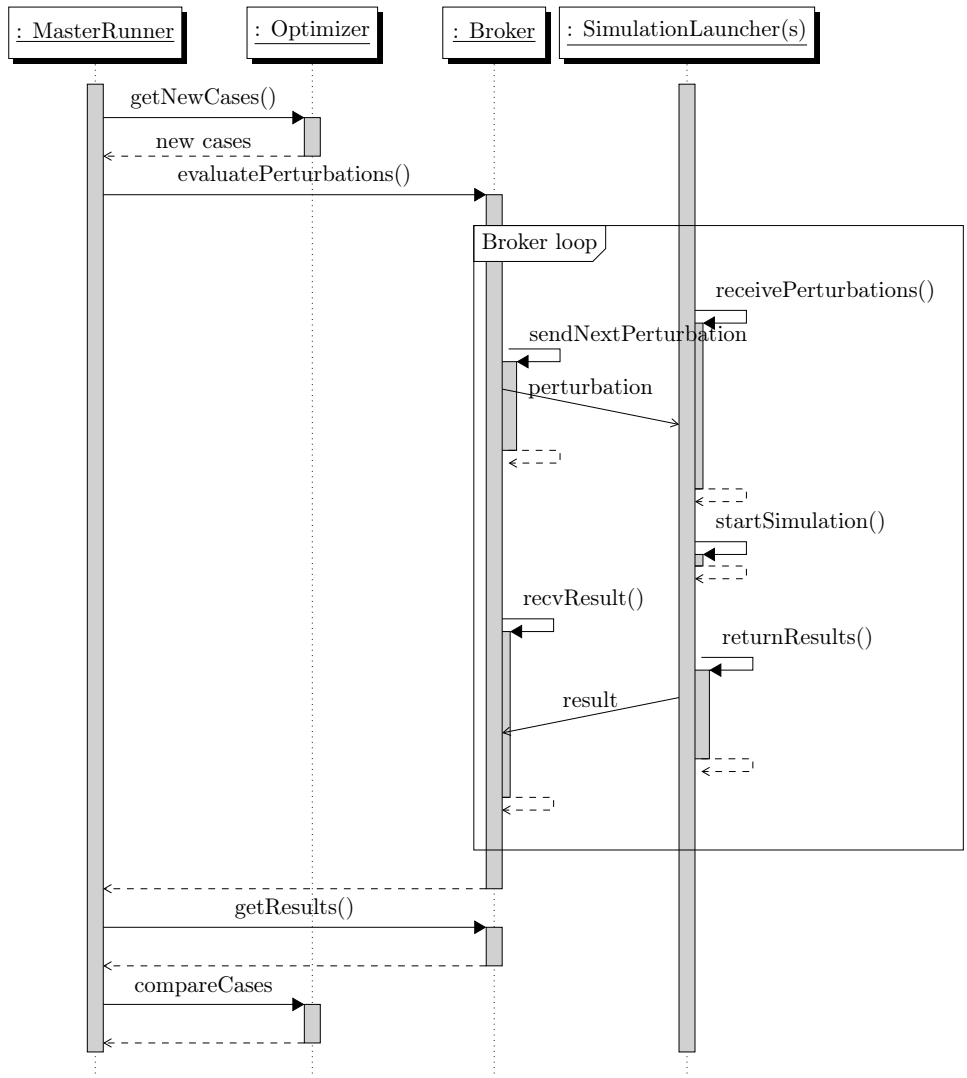 : MasterRunner
: Optimizer
: Broker
: SimulationLauncher(s)
getNewCases()
new cases
evaluatePerturbations()
Broker loop
receivePerturbations()
sendNextPerturbation
perturbation
startSimulation()
recvResult()
returnResults()
result
getResults()
compareCases